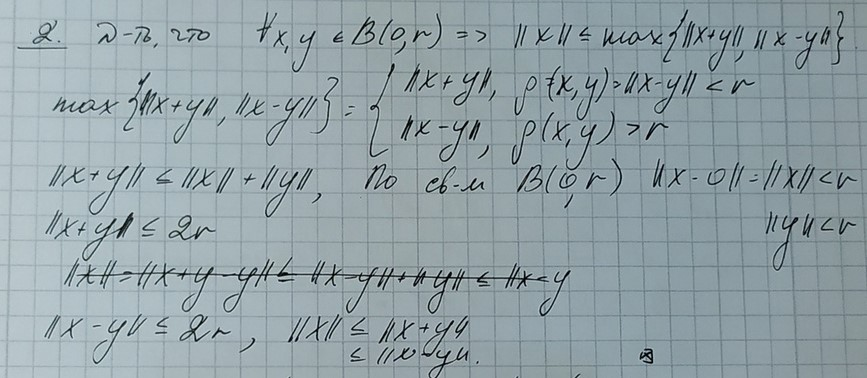 2. Д-ть, что ∀x, y ∈ B(0,r) => ||x|| ≤ max{||x+y||, ||x-y||}
max{||x+y||, ||x-y||} = { ||x+y||, ρ(x,y)=||x-y|| < r
||x-y||, ρ(x,y) > r
||x+y|| ≤ ||x|| + ||y||, По св-м B(0,r) ||x-0||=||x||<r
||x+y|| ≤ 2r ||y||<r
||x||=||x+y-y|| ≤ ||x-y||+||y|| ≤ ||x-y
||x-y|| ≤ 2r, ||x|| ≤ ||x+y||
≤ ||x-y||.